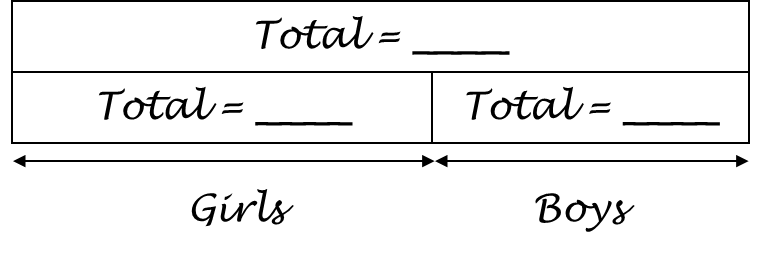 Total = ____
Total = ____ Total = ____
Girls Boys